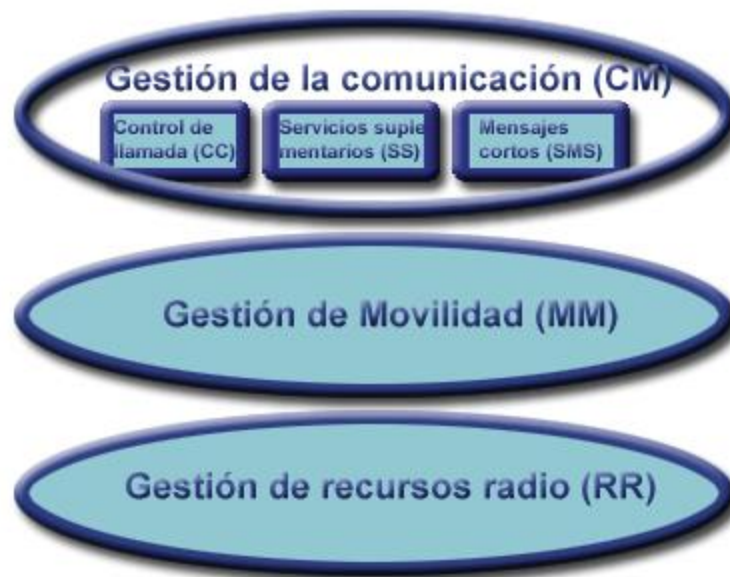 Gestión de la comunicación (CM)
Control de
llamada (CC)
Servicios suple
mentarios (SS)
Mensajes
cortos (SMS)
Gestión de Movilidad (MM)
Gestión de recursos radio (RR)